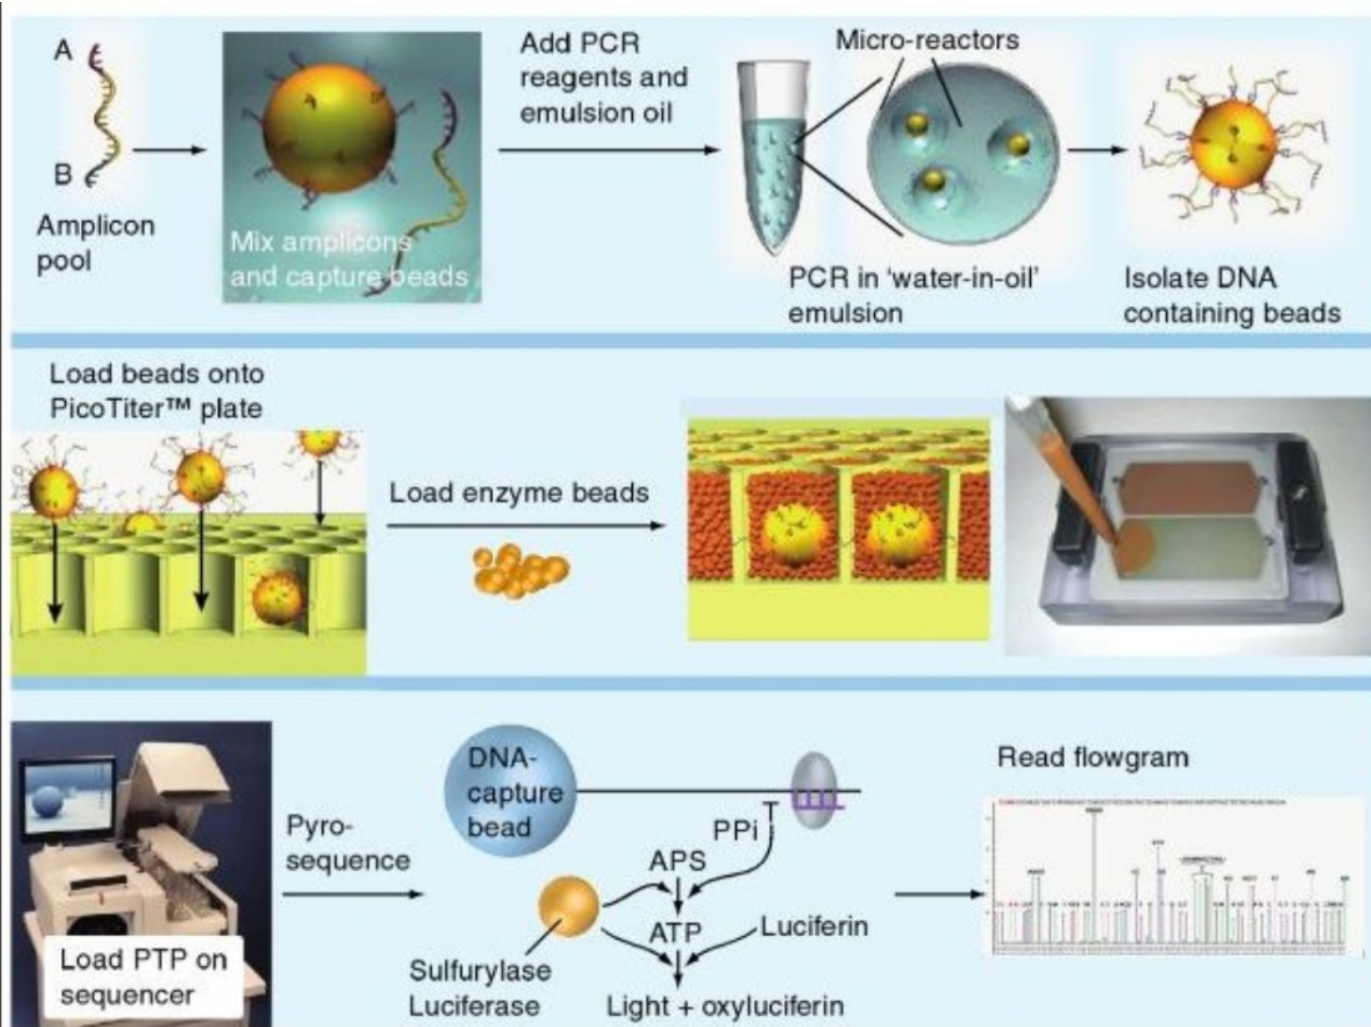 A
B
Amplicon
pool
Mix amplicons
and capture beads
Add PCR
reagents and
emulsion oil
Micro-reactors
PCR in ‘water-in-oil’
emulsion
Isolate DNA
containing beads
Load beads onto
PicoTiter™ plate
Load enzyme beads
Load PTP on
sequencer
Pyro-
sequence
DNA-
capture
bead
PPi
APS
ATP
Luciferin
Sulfurylase
Luciferase
Light + oxyluciferin
Read flowgram